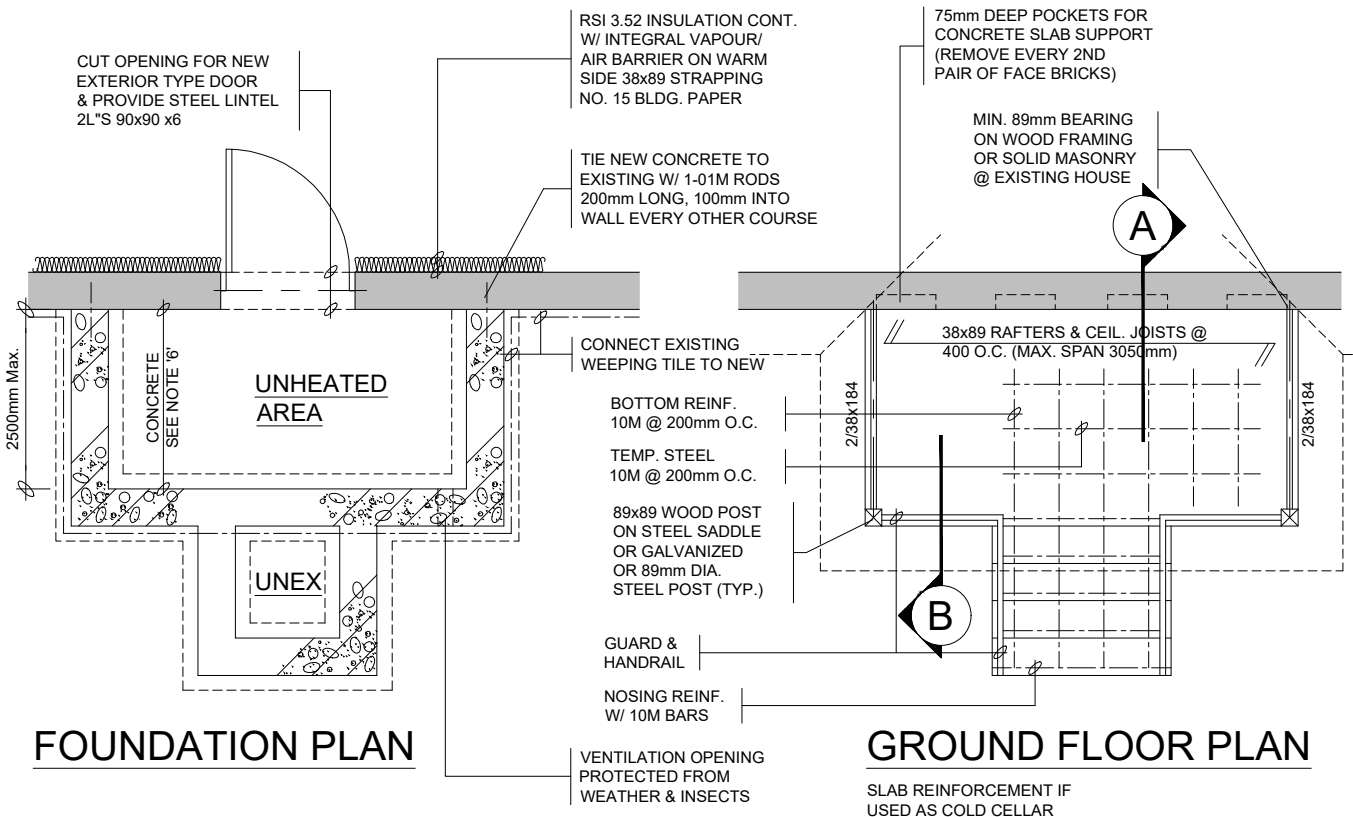 CUT OPENING FOR NEW
EXTERIOR TYPE DOOR
& PROVIDE STEEL LINTEL
2L"S 90x90 x6
RSI 3.52 INSULATION CONT.
W/ INTEGRAL VAPOUR/
AIR BARRIER ON WARM
SIDE 38x89 STRAPPING
NO. 15 BLDG. PAPER
TIE NEW CONCRETE TO
EXISTING W/ 1-01M RODS
200mm LONG, 100mm INTO
WALL EVERY OTHER COURSE
2500mm Max.
CONCRETE
SEE NOTE '6'
UNHEATED
AREA
UNEX
CONNECT EXISTING
WEEPING TILE TO NEW
BOTTOM REINF.
10M @ 200mm O.C.
TEMP. STEEL
10M @ 200mm O.C.
89x89 WOOD POST
ON STEEL SADDLE
OR GALVANIZED
OR 89mm DIA.
STEEL POST (TYP.)
GUARD &
HANDRAIL
NOSING REINF.
W/ 10M BARS
VENTILATION OPENING
PROTECTED FROM
WEATHER & INSECTS
FOUNDATION PLAN
75mm DEEP POCKETS FOR
CONCRETE SLAB SUPPORT
(REMOVE EVERY 2ND
PAIR OF FACE BRICKS)
MIN. 89mm BEARING
ON WOOD FRAMING
OR SOLID MASONRY
@ EXISTING HOUSE
A
38x89 RAFTERS & CEIL. JOISTS @
400 O.C. (MAX. SPAN 3050mm)
2/38x184
2/38x184
B
GROUND FLOOR PLAN
SLAB REINFORCEMENT IF
USED AS COLD CELLAR